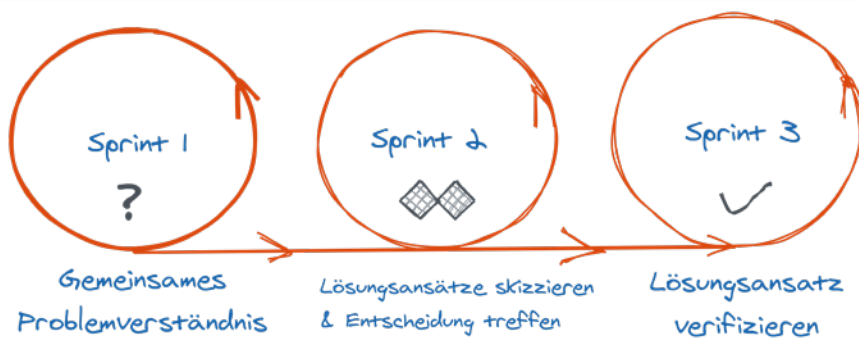 Sprint 1
?
Sprint 2
Sprint 3
Gemeinsames
Problemverständnis
Lösungsansätze skizzieren
& Entscheidung treffen
Lösungsansatz
verifizieren